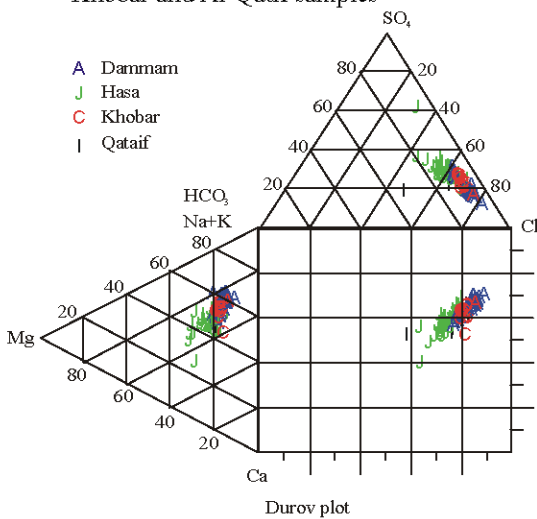 Khobar and Al-Qatif samples
SO₄
A Dammam
J Hasa
C Khobar
I Qataif
80 20
60 40
40 60
20 80
HCO₃
Na+K
Cl
80
60
40
20
Mg
80
60
40
20
Ca
J
J J
I
A
A
J
I
C
J
J
C
J
Durov plot